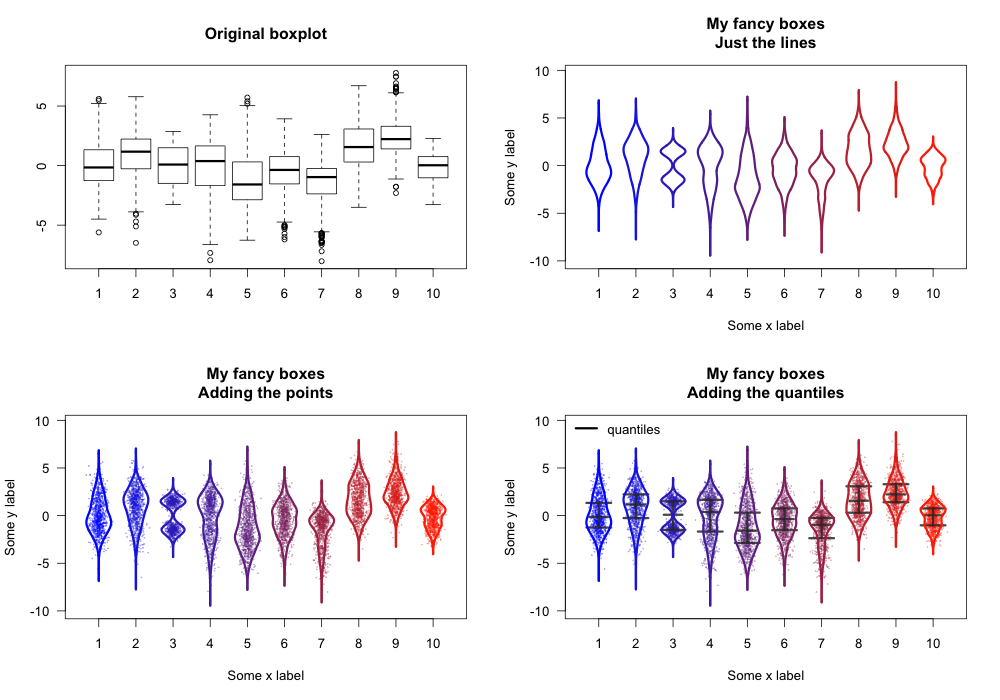 Original boxplot
5
0
-5
1 2 3 4 5 6 7 8 9 10
My fancy boxes
Just the lines
Some y label
10
5
0
-5
-10
1 2 3 4 5 6 7 8 9 10
Some x label
My fancy boxes
Adding the points
Some y label
10
5
0
-5
-10
1 2 3 4 5 6 7 8 9 10
Some x label
My fancy boxes
Adding the quantiles
Some y label
10
5
0
-5
-10
quantiles
1 2 3 4 5 6 7 8 9 10
Some x label